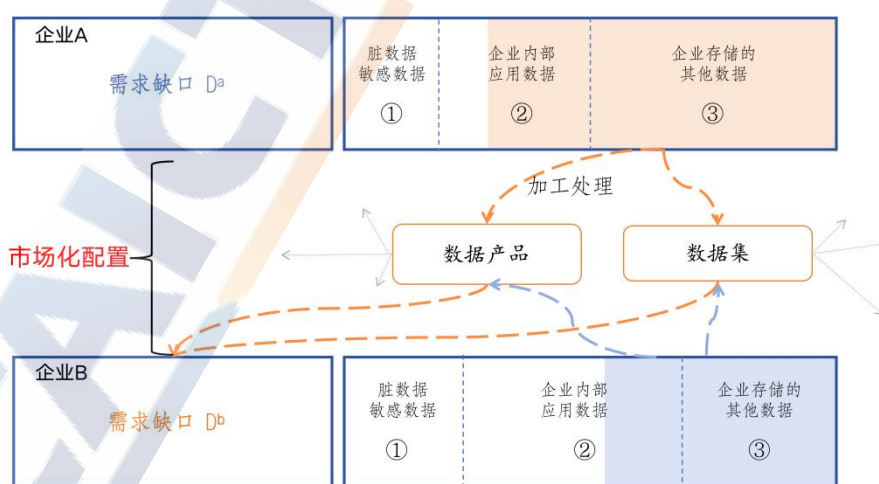 企业A
需求缺口 Dᵃ
脏数据
敏感数据
①
企业内部
应用数据
②
企业存储的
其他数据
③
加工处理
市场化配置
数据产品
数据集
企业B
需求缺口 Dᵇ
脏数据
敏感数据
①
企业内部
应用数据
②
企业存储的
其他数据
③